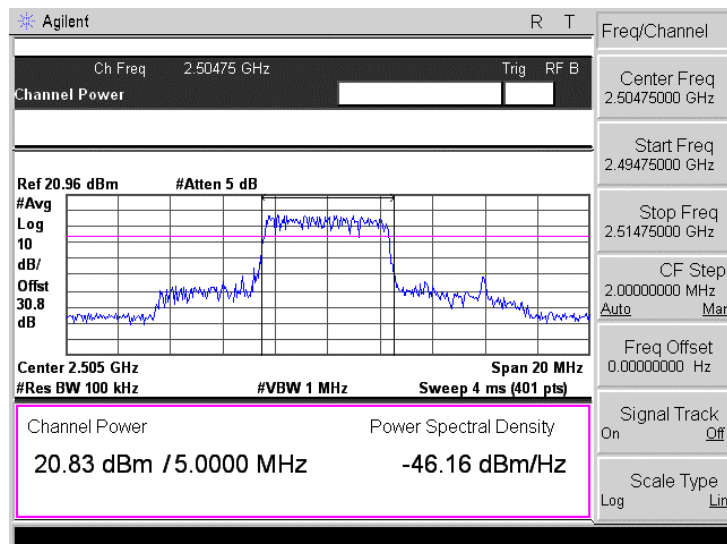 Agilent R T
Ch Freq 2.50475 GHz Trig RF B
Channel Power
Ref 20.96 dBm #Atten 5 dB
#Avg
Log
10
dB/
Offst
30.8
dB
Center 2.505 GHz Span 20 MHz
#Res BW 100 kHz #VBW 1 MHz Sweep 4 ms (401 pts)
Channel Power Power Spectral Density
20.83 dBm / 5.0000 MHz -46.16 dBm/Hz
Freq/Channel
Center Freq
2.50475000 GHz
Start Freq
2.49475000 GHz
Stop Freq
2.51475000 GHz
CF Step
2.00000000 MHz
Auto Man
Freq Offset
0.00000000 Hz
Signal Track
On Off
Scale Type
Log Lin